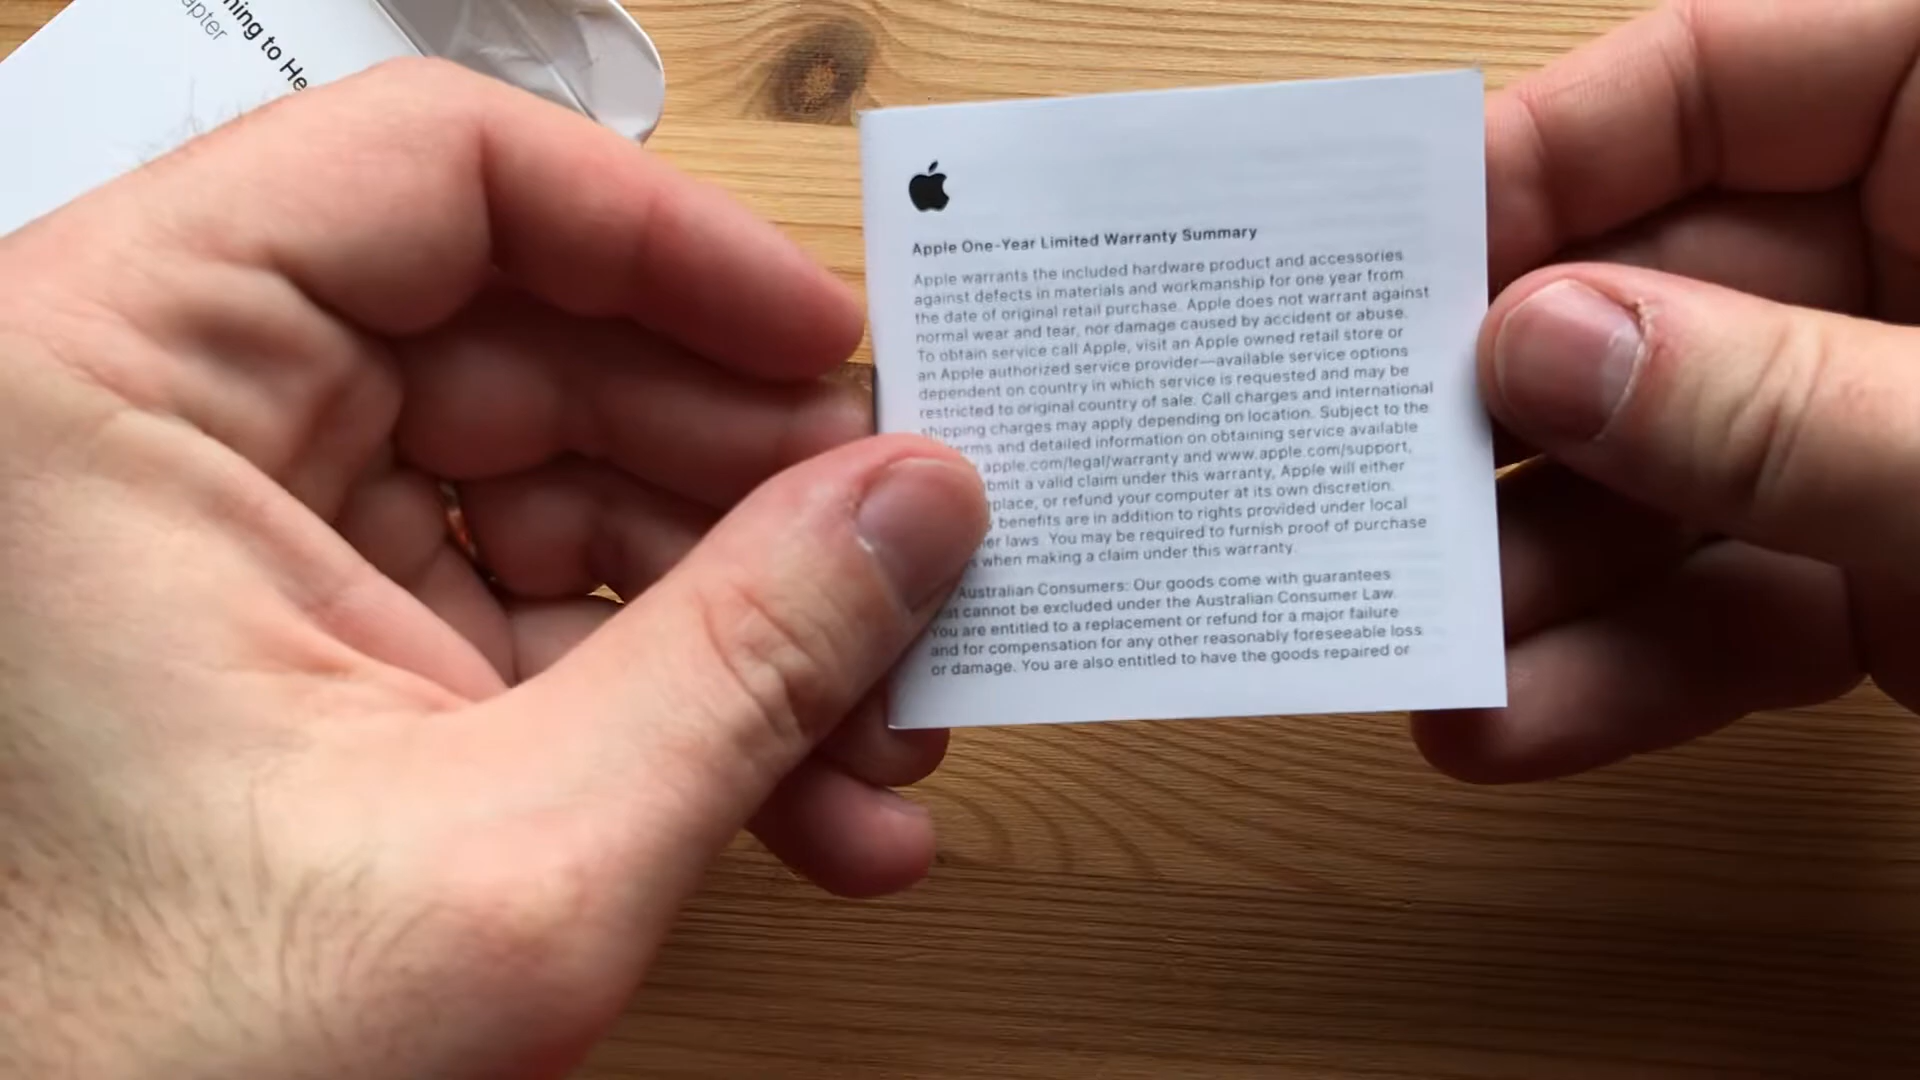 ning to He
apter
Apple One-Year Limited Warranty Summary
Apple warrants the included hardware product and accessories
against defects in materials and workmanship for one year from
the date of original retail purchase. Apple does not warrant against
normal wear and tear, nor damage caused by accident or abuse.
To obtain service call Apple, visit an Apple owned retail store or
an Apple authorized service provider—available service options
dependent on country in which service is requested and may be
restricted to original country of sale. Call charges and international
shipping charges may apply depending on location. Subject to the
erms and detailed information on obtaining service available
apple.com/legal/warranty and www.apple.com/support,
bmit a valid claim under this warranty, Apple will either
place, or refund your computer at its own discretion.
benefits are in addition to rights provided under local
er laws. You may be required to furnish proof of purchase
s when making a claim under this warranty.
Australian Consumers: Our goods come with guarantees
cannot be excluded under the Australian Consumer Law.
You are entitled to a replacement or refund for a major failure
and for compensation for any other reasonably foreseeable loss
or damage. You are also entitled to have the goods repaired or